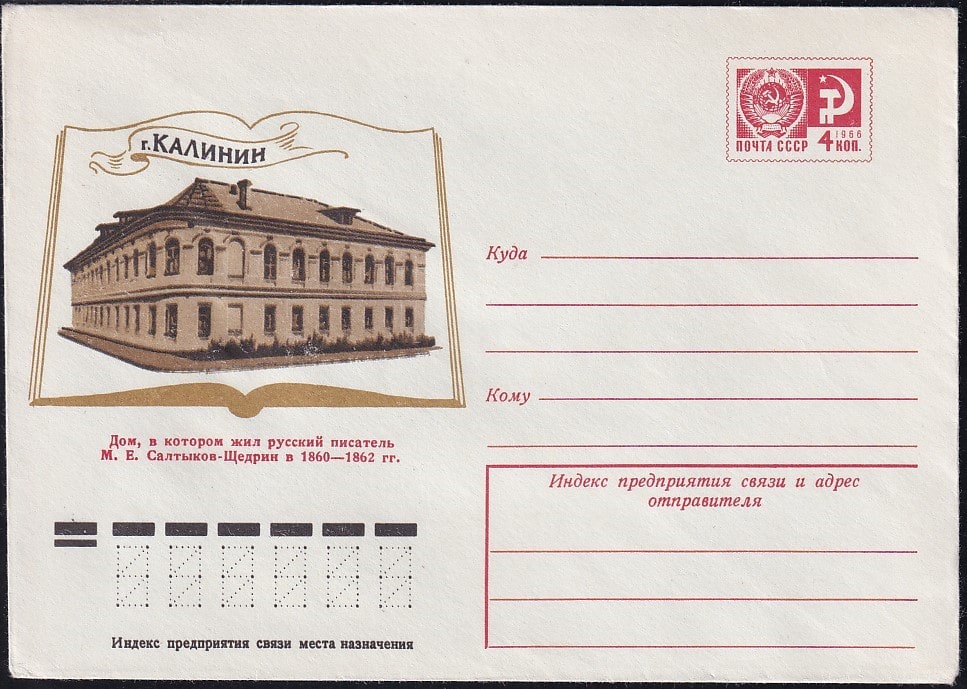 г. КАЛИНИН
Дом, в котором жил русский писатель
М. Е. Салтыков-Щедрин в 1860—1862 гг.
1966
ПОЧТА СССР 4 КОП.
Куда
Кому
Индекс предприятия связи и адрес
отправителя
Индекс предприятия связи места назначения